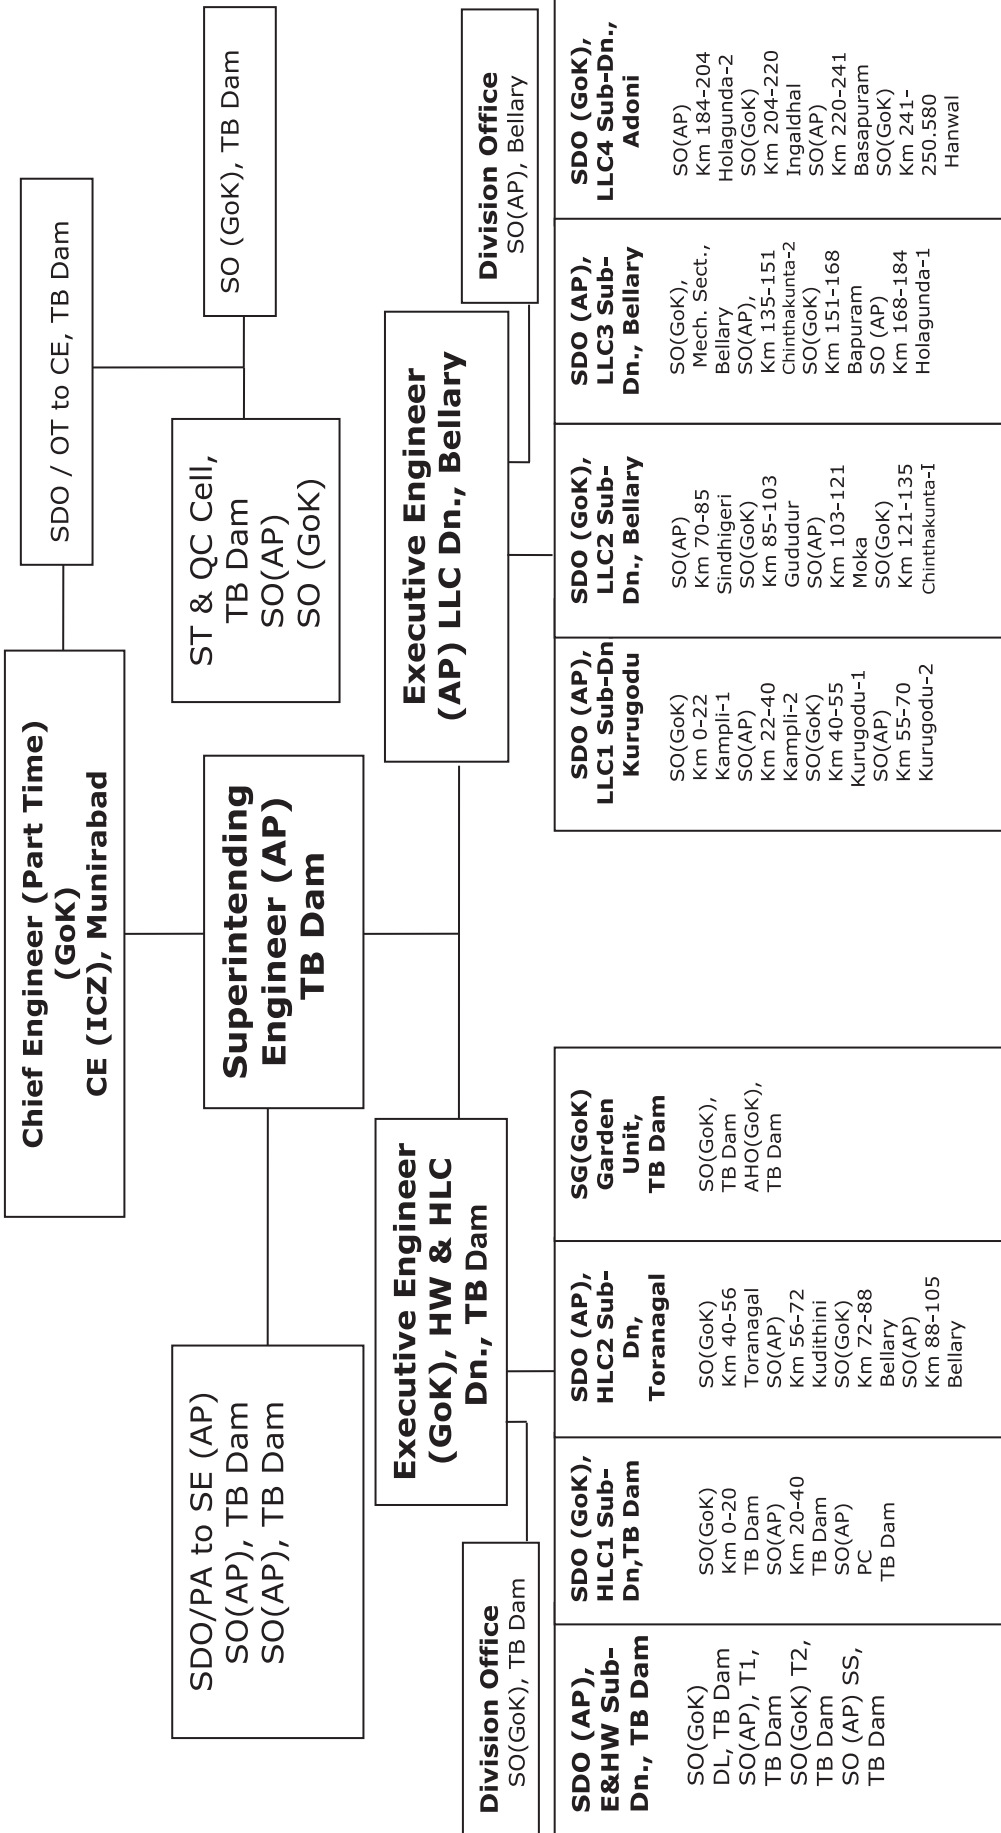 Chief Engineer (Part Time)
(GoK)
CE (ICZ), Munirabad
SDO / OT to CE, TB Dam
SO (GoK), TB Dam
ST & QC Cell,
TB Dam
SO(AP)
SO (GoK)
Superintending
Engineer (AP)
TB Dam
SDO/PA to SE (AP)
SO(AP), TB Dam
SO(AP), TB Dam
Executive Engineer
(GoK), HW & HLC
Dn., TB Dam
Executive Engineer
(AP) LLC Dn., Bellary
Division Office
SO(GoK), TB Dam
Division Office
SO(AP), Bellary
SDO (AP),
E&HW Sub-
Dn., TB Dam
SO(GoK)
DL, TB Dam
SO(AP), T1,
TB Dam
SO(GoK) T2,
TB Dam
SO (AP) SS,
TB Dam
SDO (GoK),
HLC1 Sub-
Dn,TB Dam
SO(GoK)
Km 0-20
TB Dam
SO(AP)
Km 20-40
TB Dam
SO(AP)
PC
TB Dam
SDO (AP),
HLC2 Sub-
Dn,
Toranagal
SO(GoK)
Km 40-56
Toranagal
SO(AP)
Km 56-72
Kudithini
SO(GoK)
Km 72-88
Bellary
SO(AP)
Km 88-105
Bellary
SG(GoK)
Garden
Unit,
TB Dam
SO(GoK),
TB Dam
AHO(GoK),
TB Dam
SDO (AP),
LLC1 Sub-Dn
Kurugodu
SO(GoK)
Km 0-22
Kampli-1
SO(AP)
Km 22-40
Kampli-2
SO(GoK)
Km 40-55
Kurugodu-1
SO(AP)
Km 55-70
Kurugodu-2
SDO (GoK),
LLC2 Sub-
Dn., Bellary
SO(AP)
Km 70-85
Sindhigeri
SO(GoK)
Km 85-103
Gududur
SO(AP)
Km 103-121
Moka
SO(GoK)
Km 121-135
Chinthakunta-I
SDO (AP),
LLC3 Sub-
Dn., Bellary
SO(GoK),
Mech. Sect.,
Bellary
SO(AP),
Km 135-151
Chinthakunta-2
SO(GoK)
Km 151-168
Bapuram
SO (AP)
Km 168-184
Holagunda-1
SDO (GoK),
LLC4 Sub-Dn.,
Adoni
SO(AP)
Km 184-204
Holagunda-2
SO(GoK)
Km 204-220
Ingaldhal
SO(AP)
Km 220-241
Basapuram
SO(GoK)
Km 241-
250.580
Hanwal